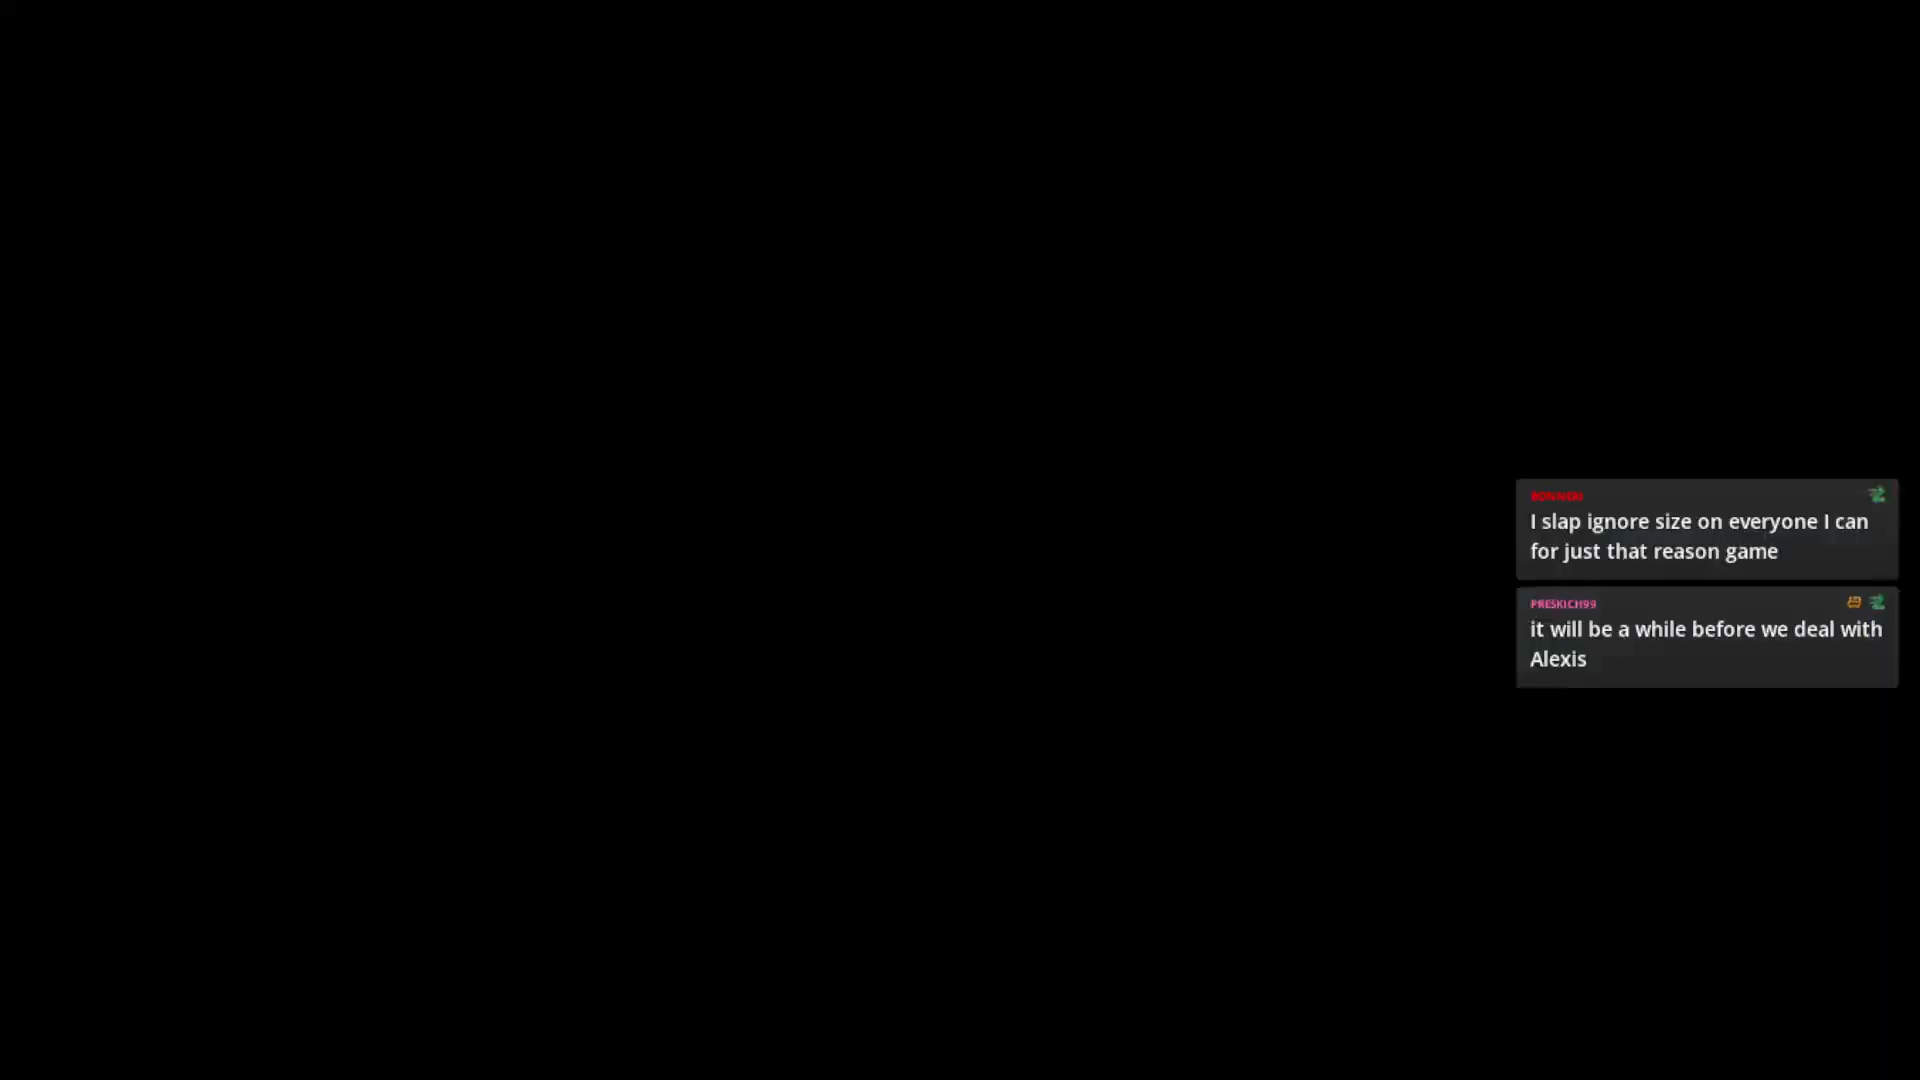 I slap ignore size on everyone I can
for just that reason game
PRESKICH99
it will be a while before we deal with
Alexis